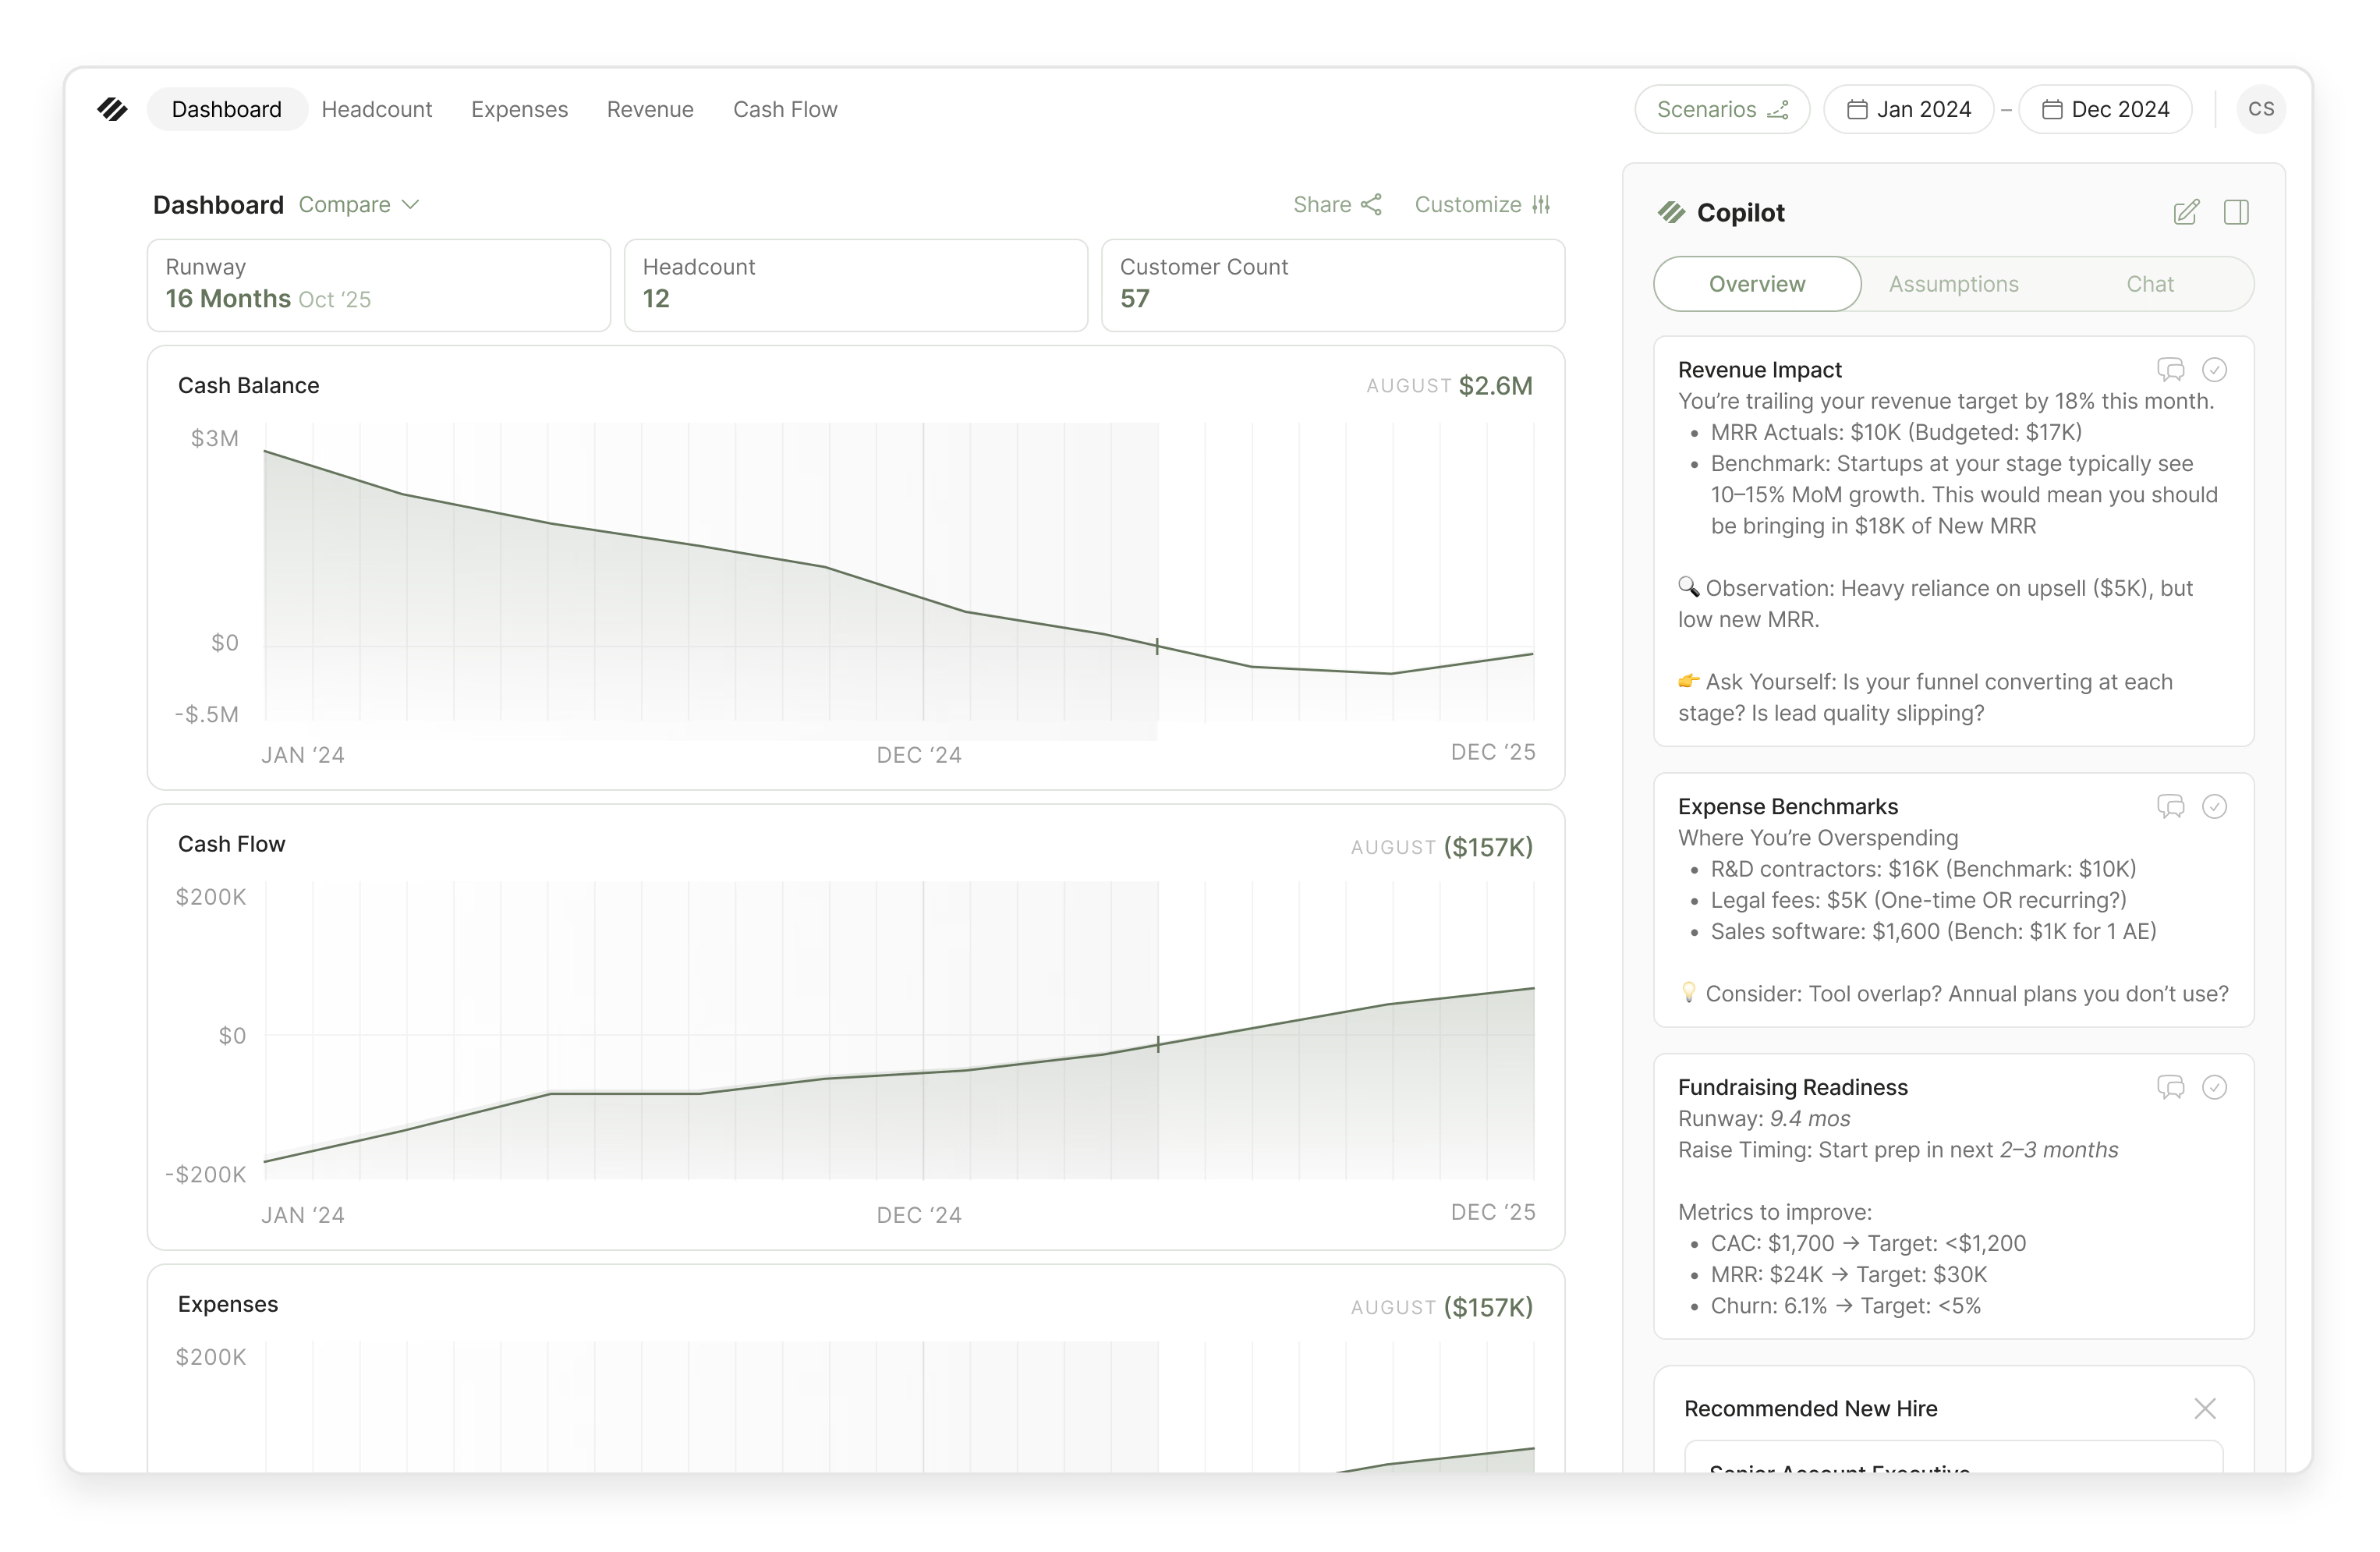 Dashboard Headcount Expenses Revenue Cash Flow
Scenarios Jan 2024 – Dec 2024 CS
Dashboard Compare
Share Customize
Runway
16 Months Oct ‘25
Headcount
12
Customer Count
57
Cash Balance
AUGUST $2.6M
$3M
$0
-$.5M
JAN ‘24 DEC ‘24 DEC ‘25
Cash Flow
AUGUST ($157K)
$200K
$0
-$200K
JAN ‘24 DEC ‘24 DEC ‘25
Expenses
AUGUST ($157K)
$200K
Copilot
Overview Assumptions Chat
Revenue Impact
You’re trailing your revenue target by 18% this month.
• MRR Actuals: $10K (Budgeted: $17K)
• Benchmark: Startups at your stage typically see
10–15% MoM growth. This would mean you should
be bringing in $18K of New MRR
🔍 Observation: Heavy reliance on upsell ($5K), but
low new MRR.
👉 Ask Yourself: Is your funnel converting at each
stage? Is lead quality slipping?
Expense Benchmarks
Where You’re Overspending
• R&D contractors: $16K (Benchmark: $10K)
• Legal fees: $5K (One-time OR recurring?)
• Sales software: $1,600 (Bench: $1K for 1 AE)
💡 Consider: Tool overlap? Annual plans you don’t use?
Fundraising Readiness
Runway: 9.4 mos
Raise Timing: Start prep in next 2–3 months
Metrics to improve:
• CAC: $1,700 → Target: <$1,200
• MRR: $24K → Target: $30K
• Churn: 6.1% → Target: <5%
Recommended New Hire
Senior Account Executive